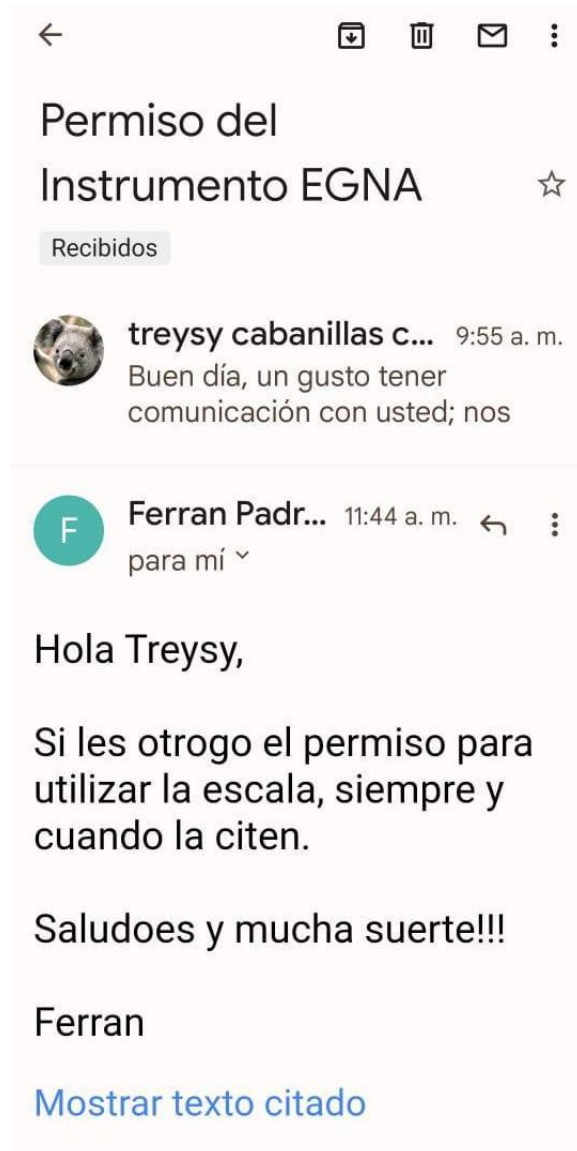 Permiso del
Instrumento EGNA
Recibidos
treysy cabanillas c... 9:55 a. m.
Buen día, un gusto tener
comunicación con usted; nos
F
Ferran Padr... 11:44 a. m.
para mí
Hola Treysy,
Si les otrogo el permiso para
utilizar la escala, siempre y
cuando la citen.
Saludoes y mucha suerte!!!
Ferran
Mostrar texto citado